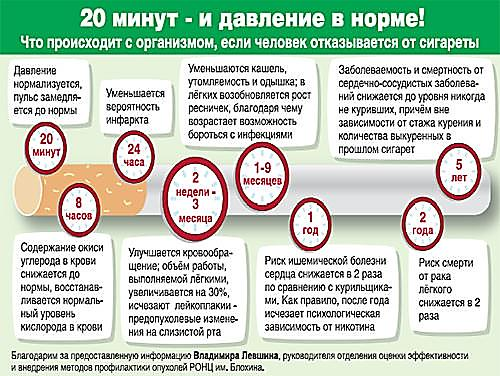 20 минут - и давление в норме!
Что происходит с организмом, если человек отказывается от сигареты
Давление
нормализуется,
пульс замедля-
ется до нормы
20
минут
Содержание окиси
углерода в крови
снижается до
нормы, восстана-
вливается нормаль-
ный уровень
кислорода в крови
8
часов
Уменьшается
вероятность
инфаркта
24
часа
Улучшается кровообра-
щение; объём работы,
выполняемой лёгкими,
увеличивается на 30%,
исчезают лейкоплакии -
предопухолевые измене-
ния на слизистой рта
2
недели -
3
месяца
Уменьшаются кашель,
утомляемость и одышка; в
лёгких возобновляется рост
ресничек, благодаря чему
возрастает возможность
бороться с инфекциями
1-9
месяцев
Риск ишемической болезни
сердца снижается в 2 раза
по сравнению с курильщика-
ми. Как правило, после года
исчезает психологическая
зависимость от никотина
1
год
Риск смерти
от рака
лёгкого
снижается в 2
раза
2
года
Заболеваемость и смертность от
сердечно-сосудистых заболева-
ний снижается до уровня никогда
не куривших, причём вне
зависимости от стажа курения и
количества выкуренных в
прошлом сигарет
5
лет
Благодарим за предоставленную информацию Владимира Левшина, руководителя отделения оценки эффективности
и внедрения методов профилактики опухолей РОНЦ им. Блохина.